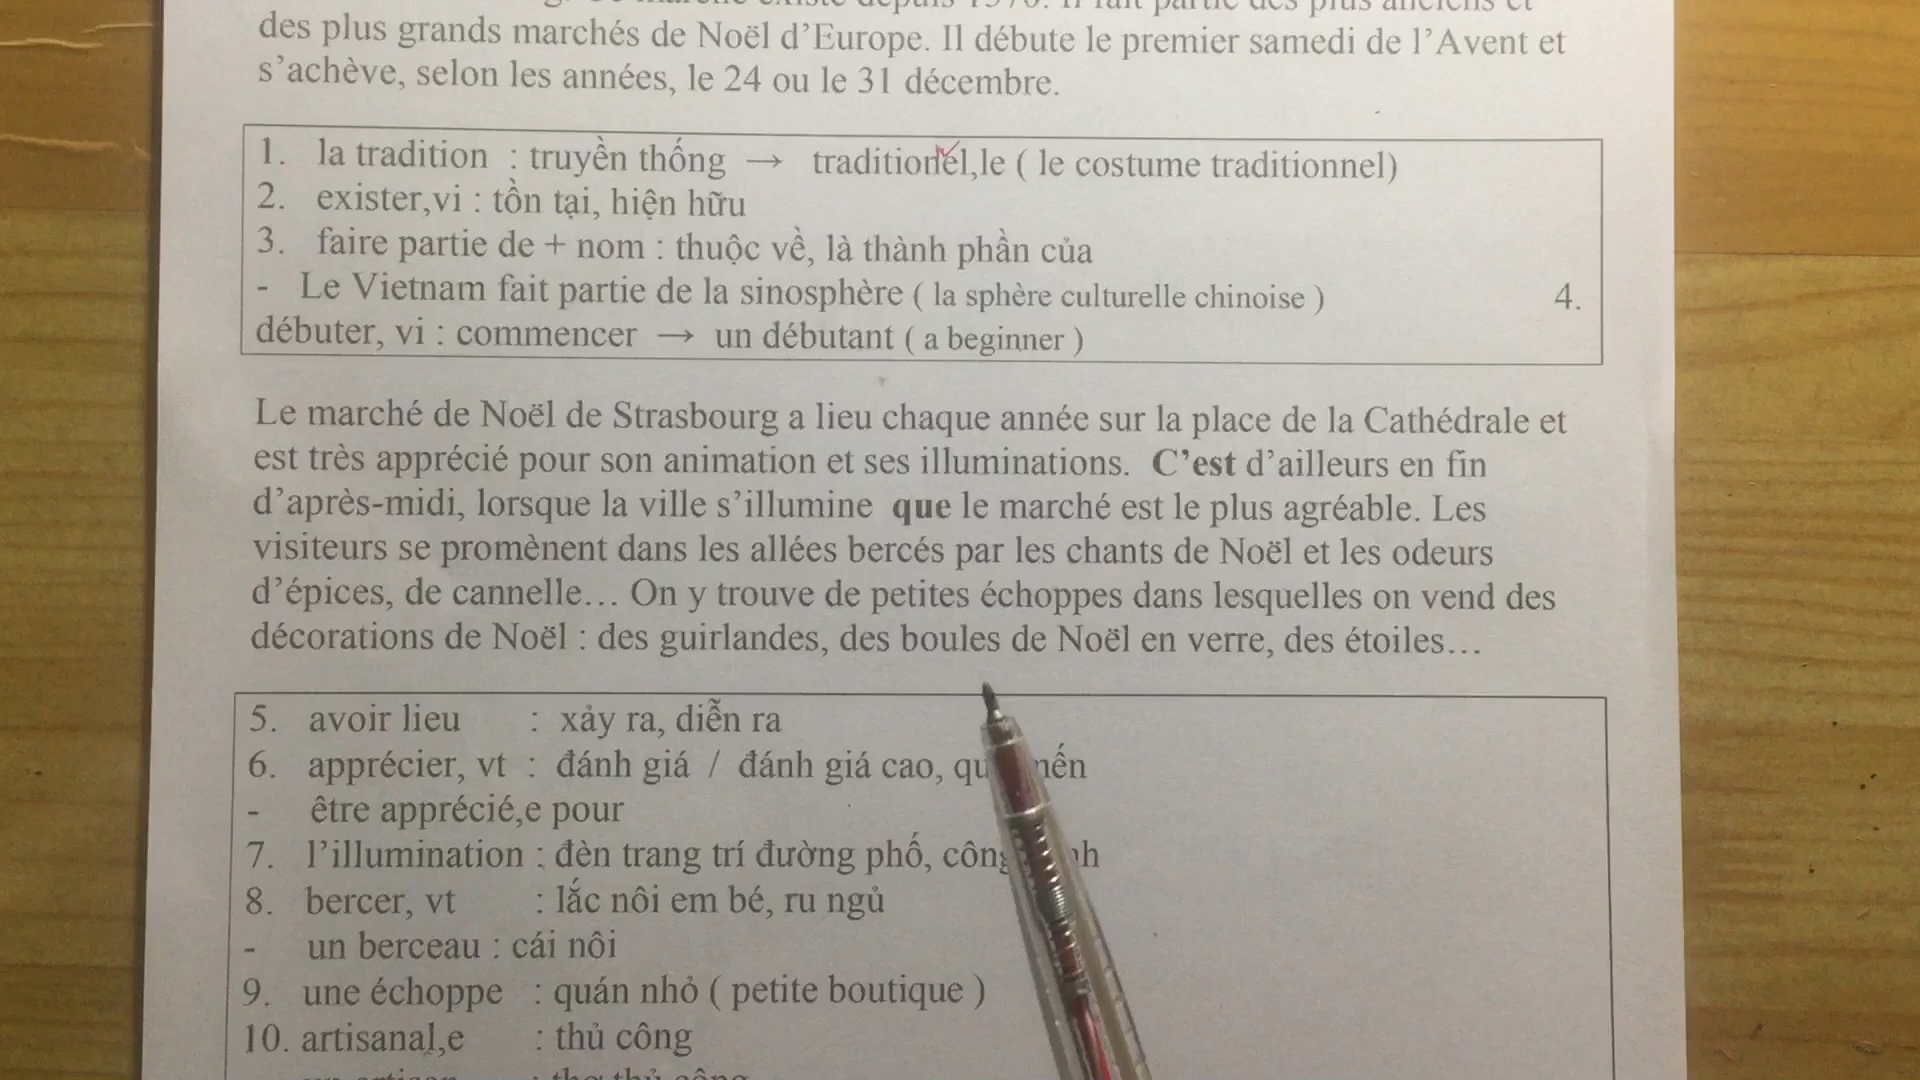 des plus grands marchés de Noël d'Europe. Il débute le premier samedi de l'Avent et
s'achève, selon les années, le 24 ou le 31 décembre.
1. la tradition : truyền thống → traditionel,le ( le costume traditionnel)
2. exister,vi : tồn tại, hiện hữu
3. faire partie de + nom : thuộc về, là thành phần của
- Le Vietnam fait partie de la sinosphère ( la sphère culturelle chinoise ) 4.
débuter, vi : commencer → un débutant ( a beginner )
Le marché de Noël de Strasbourg a lieu chaque année sur la place de la Cathédrale et
est très apprécié pour son animation et ses illuminations. C'est d'ailleurs en fin
d'après-midi, lorsque la ville s'illumine que le marché est le plus agréable. Les
visiteurs se promènent dans les allées bercés par les chants de Noël et les odeurs
d'épices, de cannelle… On y trouve de petites échoppes dans lesquelles on vend des
décorations de Noël : des guirlandes, des boules de Noël en verre, des étoiles…
5. avoir lieu : xảy ra, diễn ra
6. apprécier, vt : đánh giá / đánh giá cao,
- être apprécié,e pour
7. l'illumination : đèn trang trí đường phố,
8. bercer, vt : lắc nôi em bé, ru ngủ
- un berceau : cái nôi
9. une échoppe : quán nhỏ ( petite boutique )
10. artisanal,e : thủ công